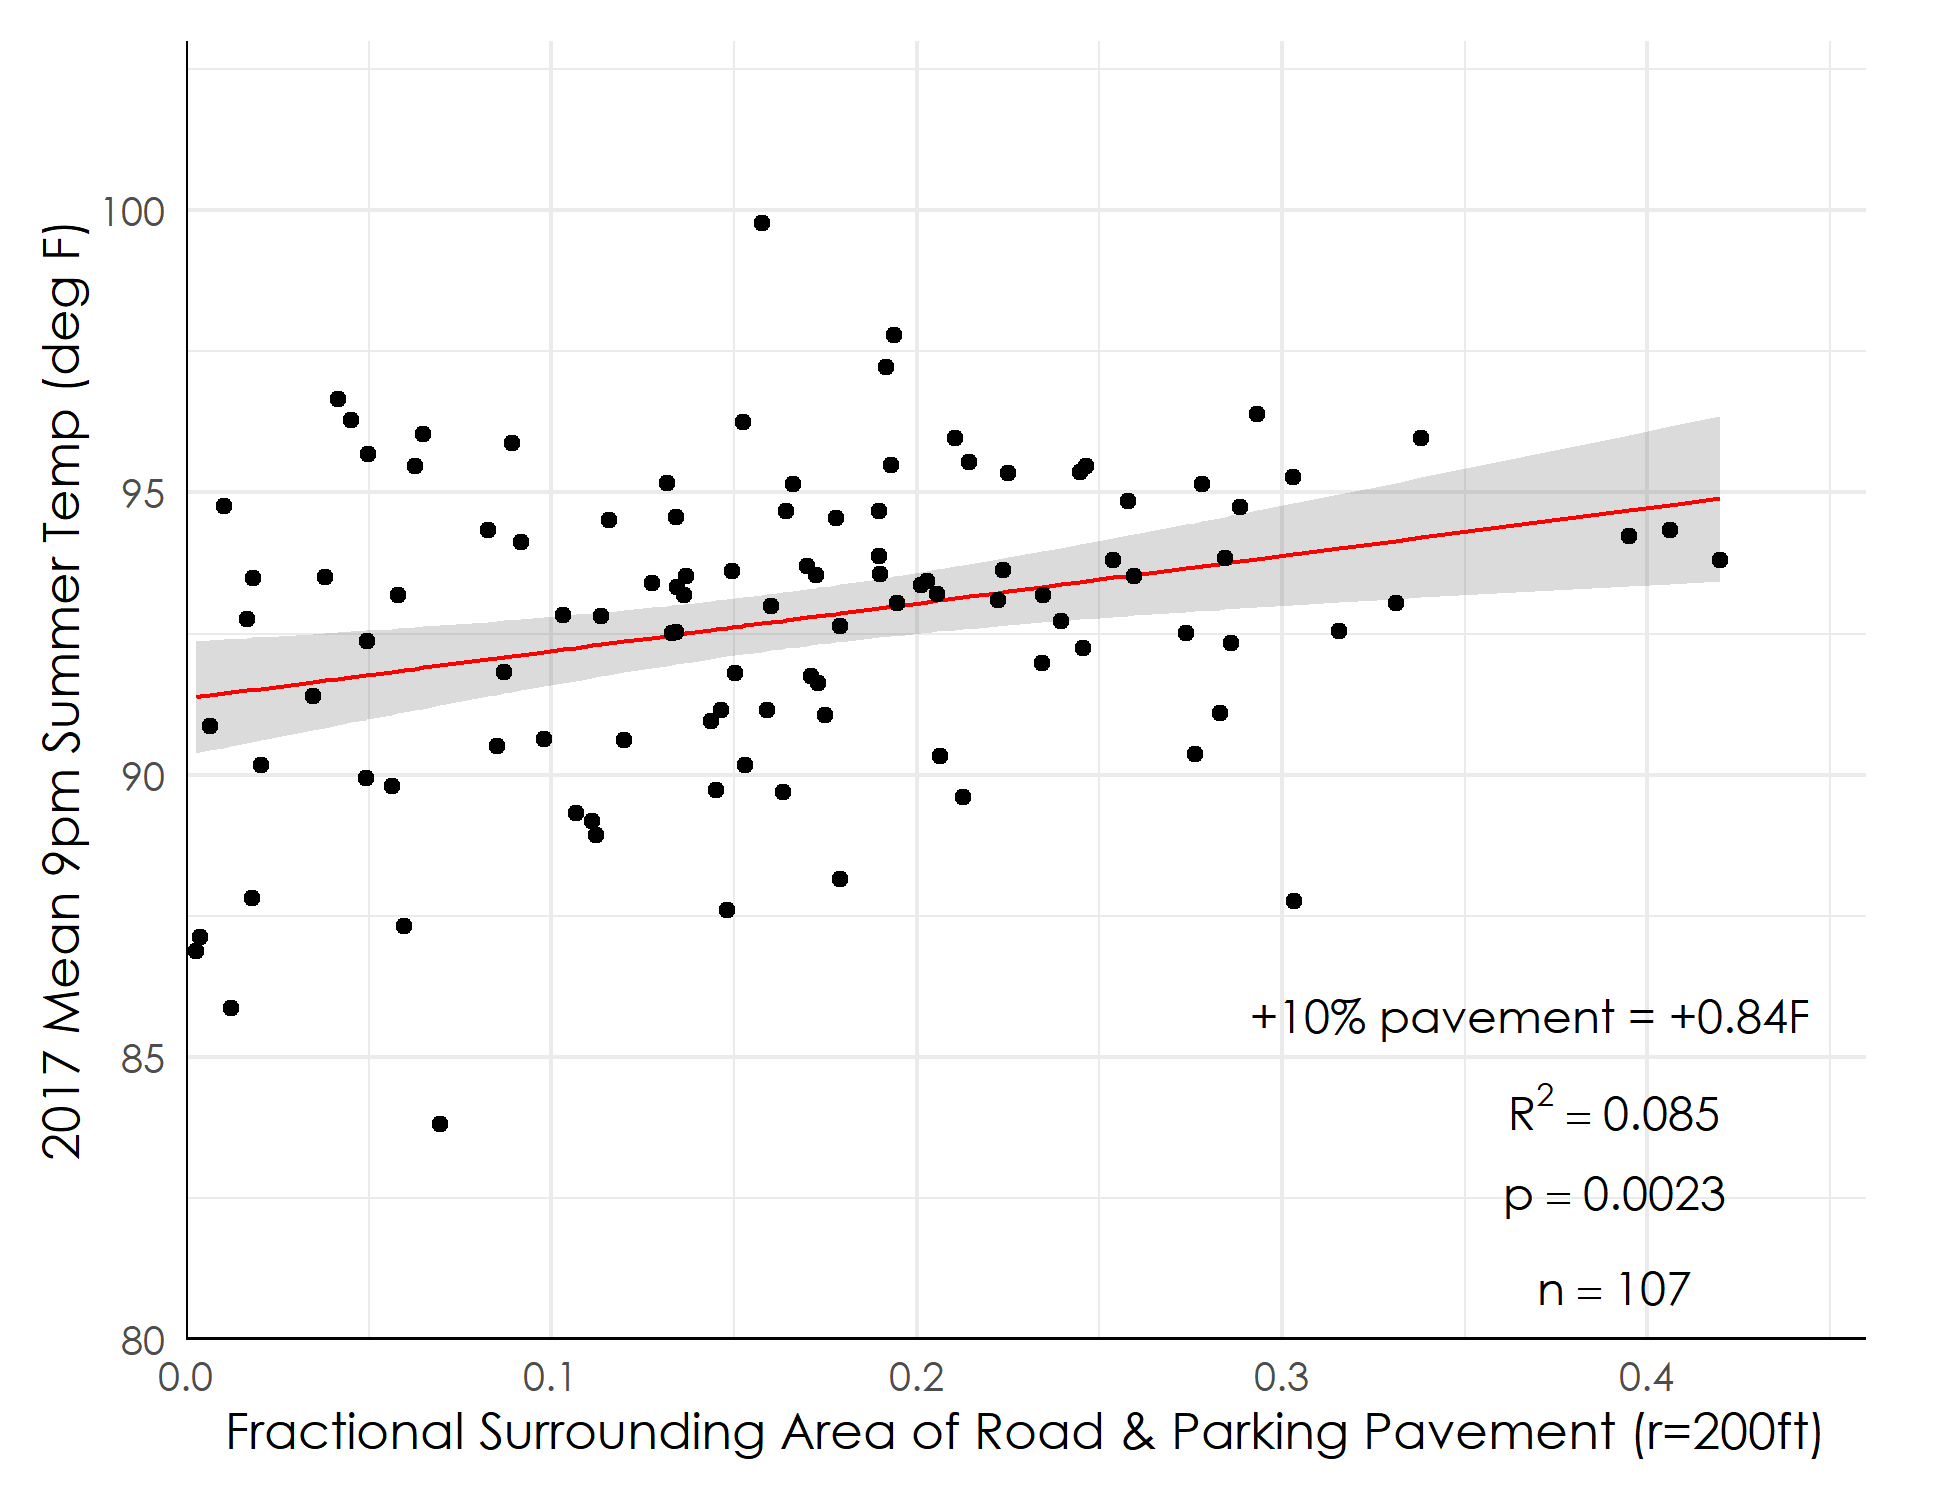 2017 Mean 9pm Summer Temp (deg F)
100
95
90
85
80
+10% pavement = +0.84F
R² = 0.085
p = 0.0023
n = 107
0.0 0.1 0.2 0.3 0.4
Fractional Surrounding Area of Road & Parking Pavement (r=200ft)